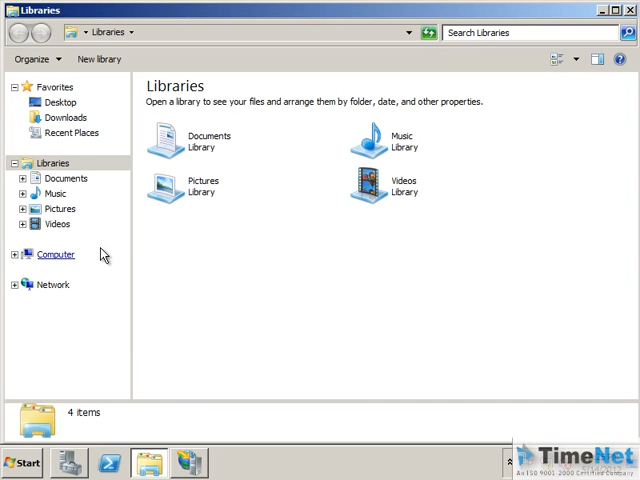 Libraries
Libraries
Search Libraries
Organize
New library
Favorites
Desktop
Downloads
Recent Places
Libraries
Documents
Music
Pictures
Videos
Computer
Network
Libraries
Open a library to see your files and arrange them by folder, date, and other properties.
Documents
Library
Music
Library
Pictures
Library
Videos
Library
4 items
Start
TimeNet
An ISO 9001-2000 Certified Company